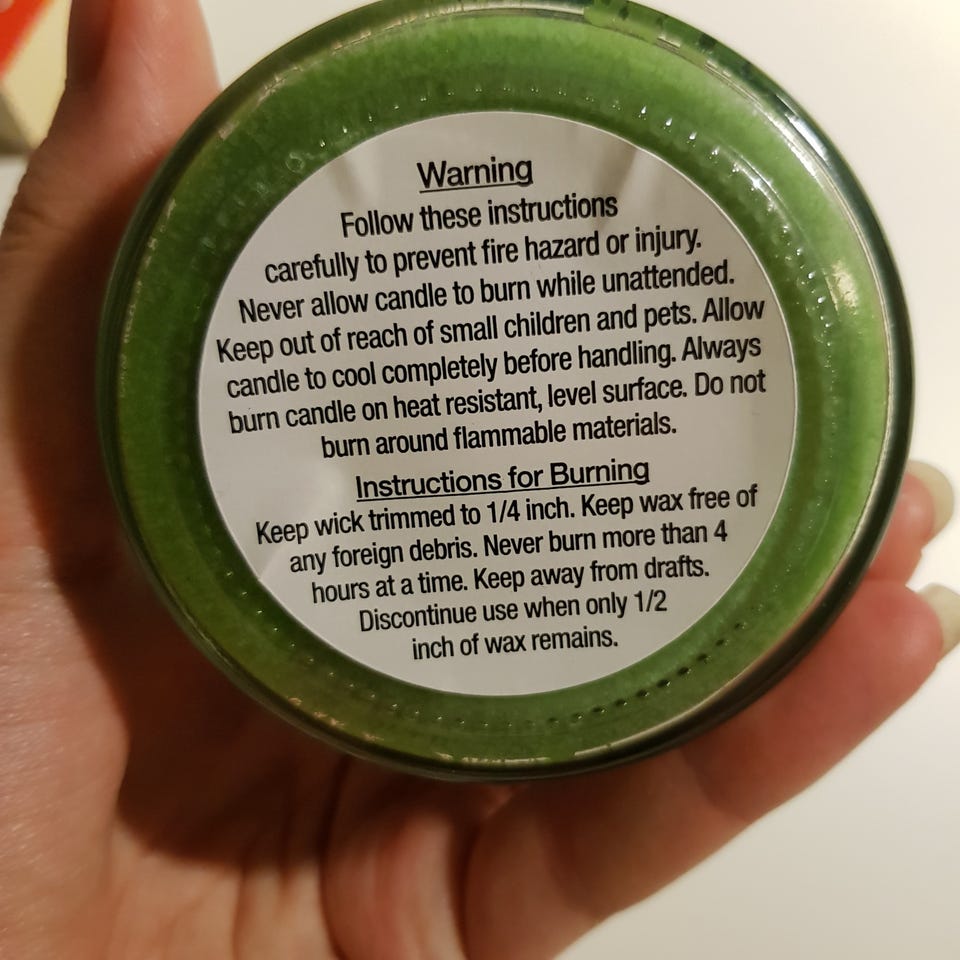 Warning
Follow these instructions
carefully to prevent fire hazard or injury.
Never allow candle to burn while unattended.
Keep out of reach of small children and pets. Allow
candle to cool completely before handling. Always
burn candle on heat resistant, level surface. Do not
burn around flammable materials.
Instructions for Burning
Keep wick trimmed to 1/4 inch. Keep wax free of
any foreign debris. Never burn more than 4
hours at a time. Keep away from drafts.
Discontinue use when only 1/2
inch of wax remains.